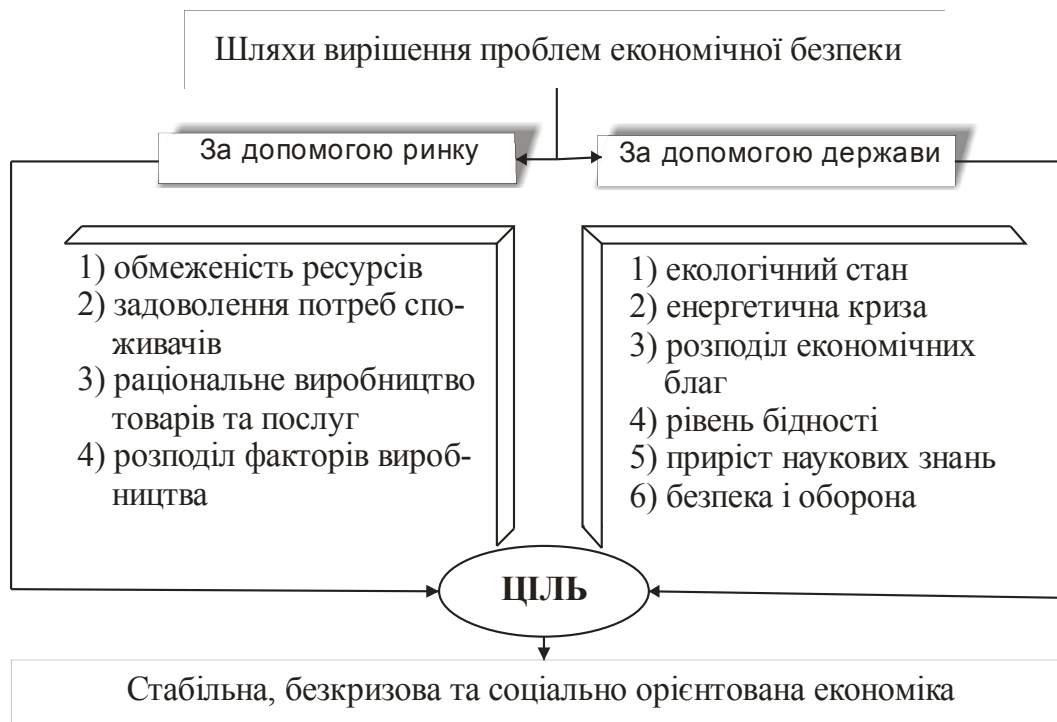 Шляхи вирішення проблем економічної безпеки
За допомогою ринку
За допомогою держави
1) обмеженість ресурсів
2) задоволення потреб спо-
живачів
3) раціональне виробництво
товарів та послуг
4) розподіл факторів вироб-
ництва
1) екологічний стан
2) енергетична криза
3) розподіл економічних
благ
4) рівень бідності
5) приріст наукових знань
6) безпека і оборона
ЦІЛЬ
Стабільна, безкризова та соціально орієнтована економіка